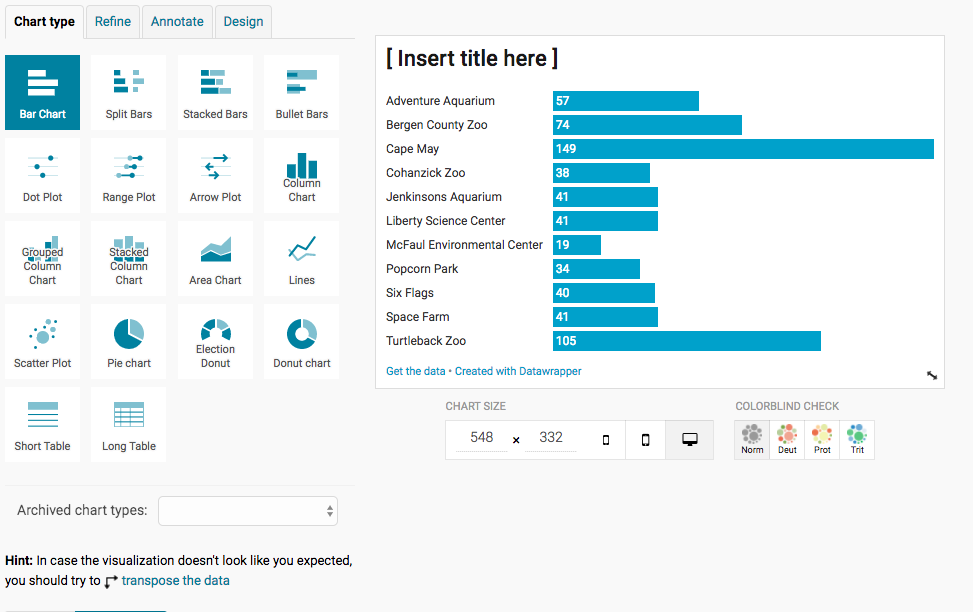 Chart type Refine Annotate Design
Bar Chart Split Bars Stacked Bars Bullet Bars
Dot Plot Range Plot Arrow Plot Column
Chart
Grouped Stacked
Column Column
Chart Chart Area Chart Lines
Scatter Plot Pie chart Election
Donut Donut chart
Short Table Long Table
Archived chart types:
Hint: In case the visualization doesn't look like you expected,
you should try to transpose the data
[ Insert title here ]
Adventure Aquarium 57
Bergen County Zoo 74
Cape May 149
Cohanzick Zoo 38
Jenkinsons Aquarium 41
Liberty Science Center 41
McFaul Environmental Center 19
Popcorn Park 34
Six Flags 40
Space Farm 41
Turtleback Zoo 105
Get the data • Created with Datawrapper
CHART SIZE
548 × 332
COLORBLIND CHECK
Norm Deut Prot Trit